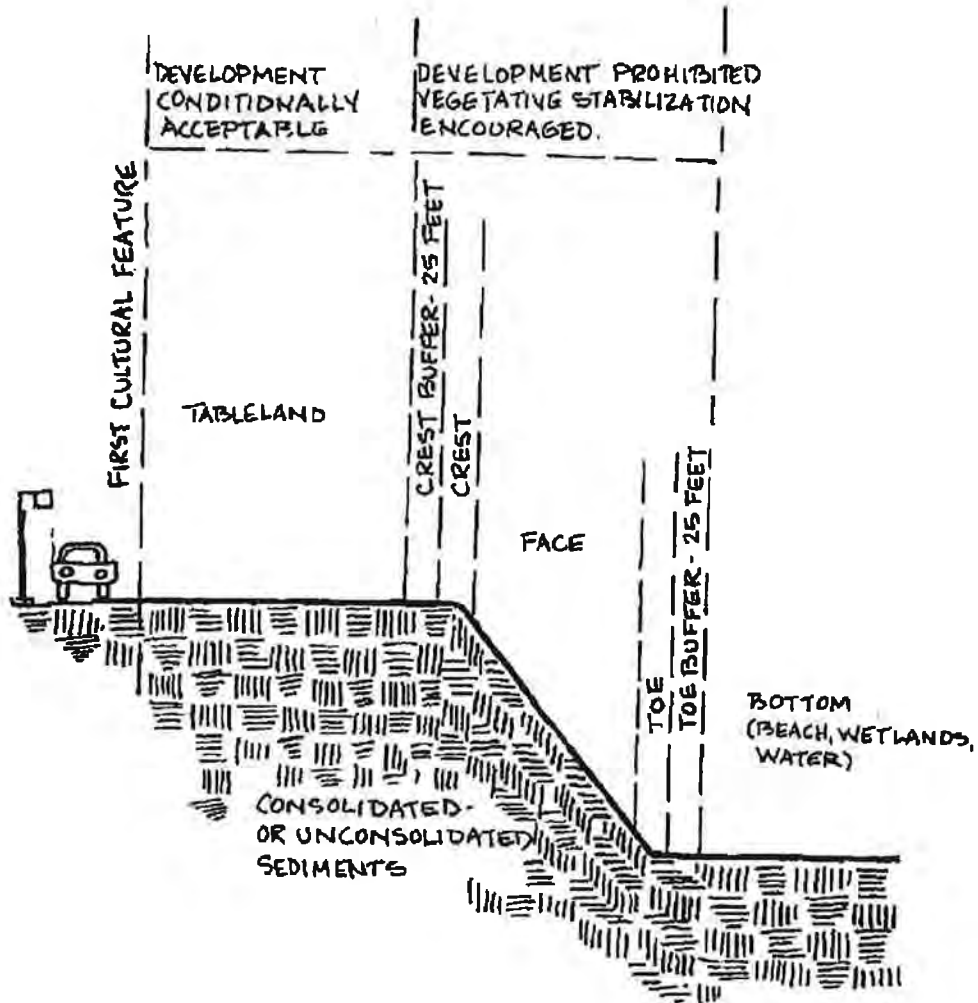 DEVELOPMENT
CONDITIONALLY
ACCEPTABLE
DEVELOPMENT PROHIBITED
VEGETATIVE STABILIZATION
ENCOURAGED.
FIRST CULTURAL FEATURE
TABLELAND
CREST BUFFER - 25 FEET
CREST
FACE
TOE
TOE BUFFER - 25 FEET
BOTTOM
(BEACH, WETLANDS,
WATER)
CONSOLIDATED-
OR UNCONSOLIDATED
SEDIMENTS